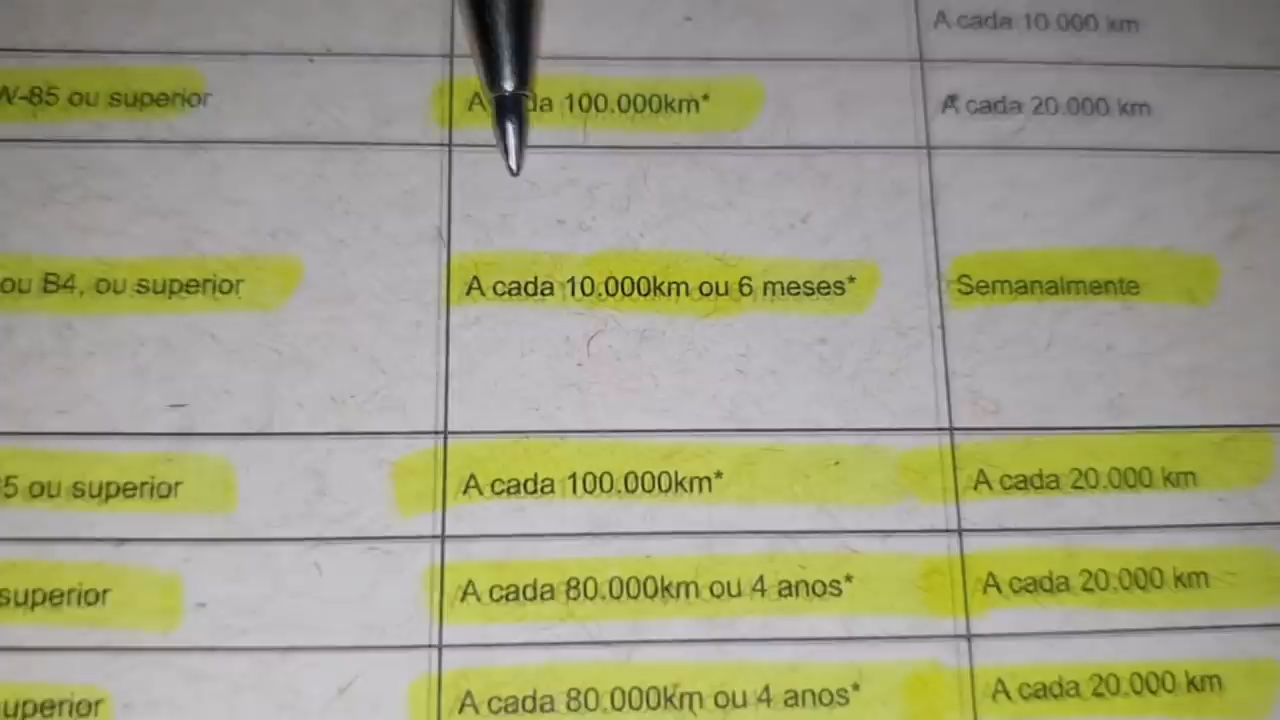 A cada 10.000 km
W-85 ou superior A cada 100.000km* A cada 20.000 km
ou B4, ou superior A cada 10.000km ou 6 meses* Semanalmente
5 ou superior A cada 100.000km* A cada 20.000 km
superior A cada 80.000km ou 4 anos* A cada 20.000 km
uperior A cada 80.000km ou 4 anos* A cada 20.000 km